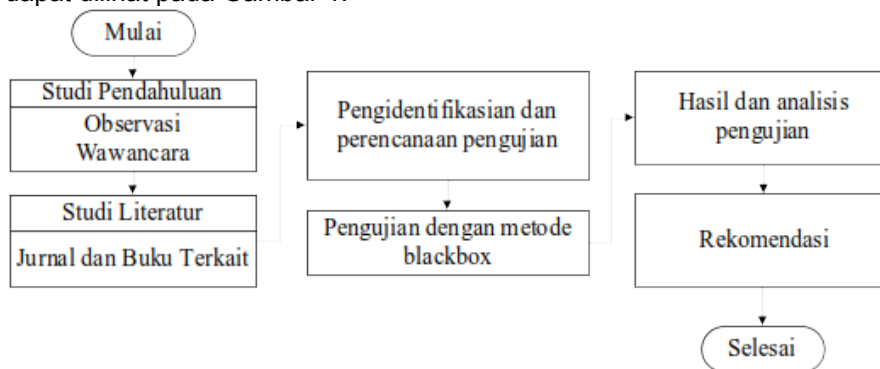 dapat dilihat pada Gambar 1.
Mulai
Studi Pendahuluan
Observasi
Wawancara
Studi Literatur
Jurnal dan Buku Terkait
Pengidentifikasian dan
perencanaan pengujian
Pengujian dengan metode
blackbox
Hasil dan analisis
pengujian
Rekomendasi
Selesai